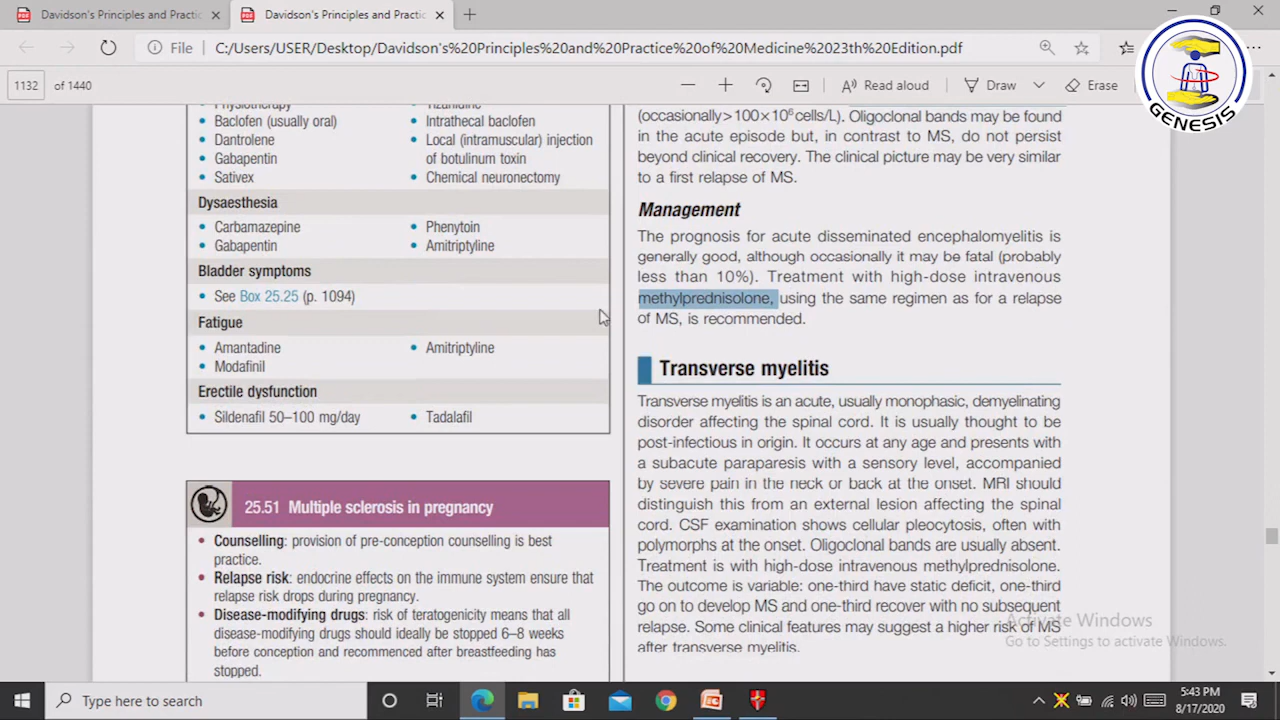 Davidson's Principles and Practic
Davidson's Principles and Practic
File
C:/Users/USER/Desktop/Davidson's%20Principles%20and%20Practice%20of%20Medicine%2023th%20Edition.pdf
1132 of 1440
Read aloud
Draw
Erase
GENESIS
Physiotherapy
Tizanidine
Baclofen (usually oral)
Intrathecal baclofen
Dantrolene
Local (intramuscular) injection
Gabapentin
of botulinum toxin
Sativex
Chemical neuronectomy
Dysaesthesia
Carbamazepine
Phenytoin
Gabapentin
Amitriptyline
Bladder symptoms
See Box 25.25 (p. 1094)
Fatigue
Amantadine
Amitriptyline
Modafinil
Erectile dysfunction
Sildenafil 50–100 mg/day
Tadalafil
25.51 Multiple sclerosis in pregnancy
Counselling: provision of pre-conception counselling is best
practice.
Relapse risk: endocrine effects on the immune system ensure that
relapse risk drops during pregnancy.
Disease-modifying drugs: risk of teratogenicity means that all
disease-modifying drugs should ideally be stopped 6–8 weeks
before conception and recommenced after breastfeeding has
stopped.
(occasionally>100×10⁶cells/L). Oligoclonal bands may be found
in the acute episode but, in contrast to MS, do not persist
beyond clinical recovery. The clinical picture may be very similar
to a first relapse of MS.
Management
The prognosis for acute disseminated encephalomyelitis is
generally good, although occasionally it may be fatal (probably
less than 10%). Treatment with high-dose intravenous
methylprednisolone, using the same regimen as for a relapse
of MS, is recommended.
Transverse myelitis
Transverse myelitis is an acute, usually monophasic, demyelinating
disorder affecting the spinal cord. It is usually thought to be
post-infectious in origin. It occurs at any age and presents with
a subacute paraparesis with a sensory level, accompanied
by severe pain in the neck or back at the onset. MRI should
distinguish this from an external lesion affecting the spinal
cord. CSF examination shows cellular pleocytosis, often with
polymorphs at the onset. Oligoclonal bands are usually absent.
Treatment is with high-dose intravenous methylprednisolone.
The outcome is variable: one-third have static deficit, one-third
go on to develop MS and one-third recover with no subsequent
relapse. Some clinical features may suggest a higher risk of MS
after transverse myelitis.
Activate Windows
Go to Settings to activate Windows.
Type here to search
5:43 PM
8/17/2020